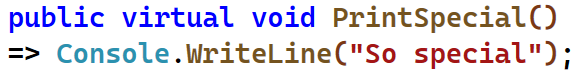 public virtual void PrintSpecial()
=> Console.WriteLine("So special");